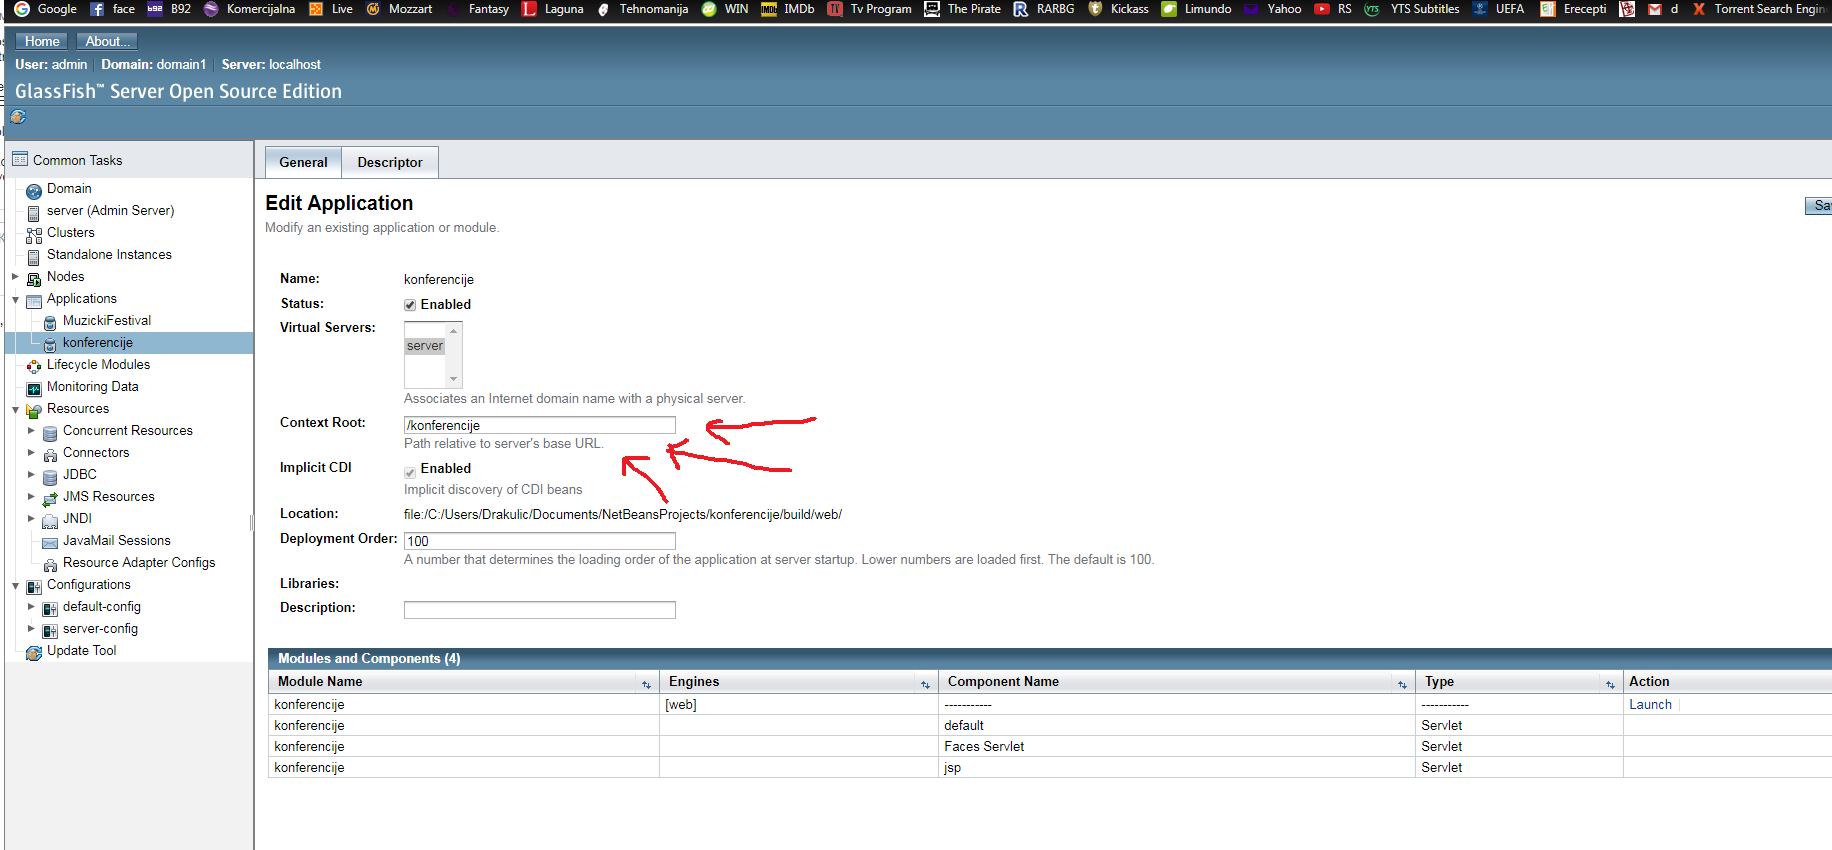 Google face B92 Komercijalna Live Mozzart Fantasy Laguna Tehnomanija WIN IMDb Tv Program The Pirate RARBG Kickass Limundo Yahoo RS YTS Subtitles UEFA Erecepti d Torrent Search Engin
Home About...
User: admin Domain: domain1 Server: localhost
GlassFish™ Server Open Source Edition
Common Tasks
Domain
server (Admin Server)
Clusters
Standalone Instances
Nodes
Applications
MuzickiFestival
konferencije
Lifecycle Modules
Monitoring Data
Resources
Concurrent Resources
Connectors
JDBC
JMS Resources
JNDI
JavaMail Sessions
Resource Adapter Configs
Configurations
default-config
server-config
Update Tool
General Descriptor
Edit Application
Sa
Modify an existing application or module.
Name: konferencije
Status: Enabled
Virtual Servers: server
Associates an Internet domain name with a physical server.
Context Root: /konferencije
Path relative to server's base URL.
Implicit CDI Enabled
Implicit discovery of CDI beans
Location: file:/C:/Users/Drakulic/Documents/NetBeansProjects/konferencije/build/web/
Deployment Order: 100
A number that determines the loading order of the application at server startup. Lower numbers are loaded first. The default is 100.
Libraries:
Description:
Modules and Components (4)
Module Name Engines Component Name Type Action
konferencije [web] ----------- ----------- Launch
konferencije default Servlet
konferencije Faces Servlet Servlet
konferencije jsp Servlet